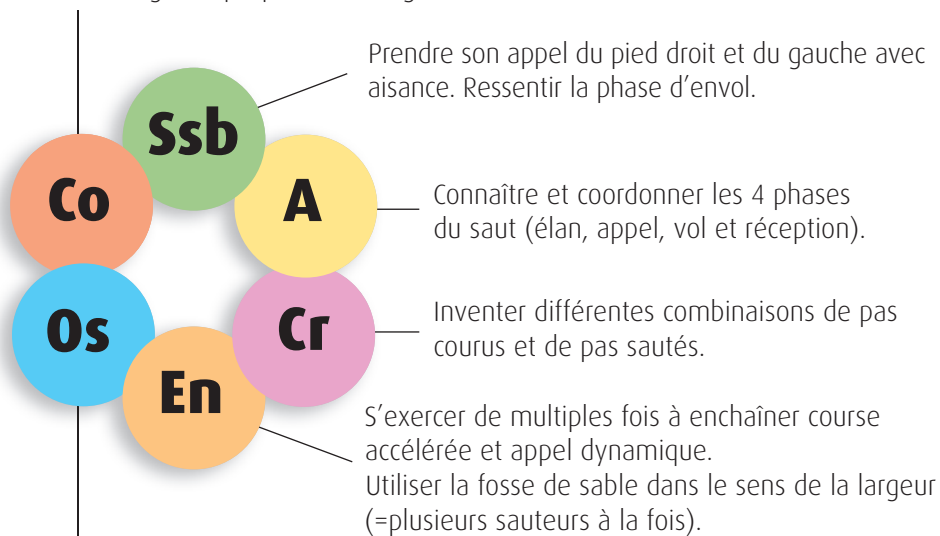 Prendre son appel du pied droit et du gauche avec
aisance. Ressentir la phase d’envol.
Ssb
Co
A
Connaître et coordonner les 4 phases
du saut (élan, appel, vol et réception).
Os
Cr
Inventer différentes combinaisons de pas
courus et de pas sautés.
En
S’exercer de multiples fois à enchaîner course
accélérée et appel dynamique.
Utiliser la fosse de sable dans le sens de la largeur
(=plusieurs sauteurs à la fois).